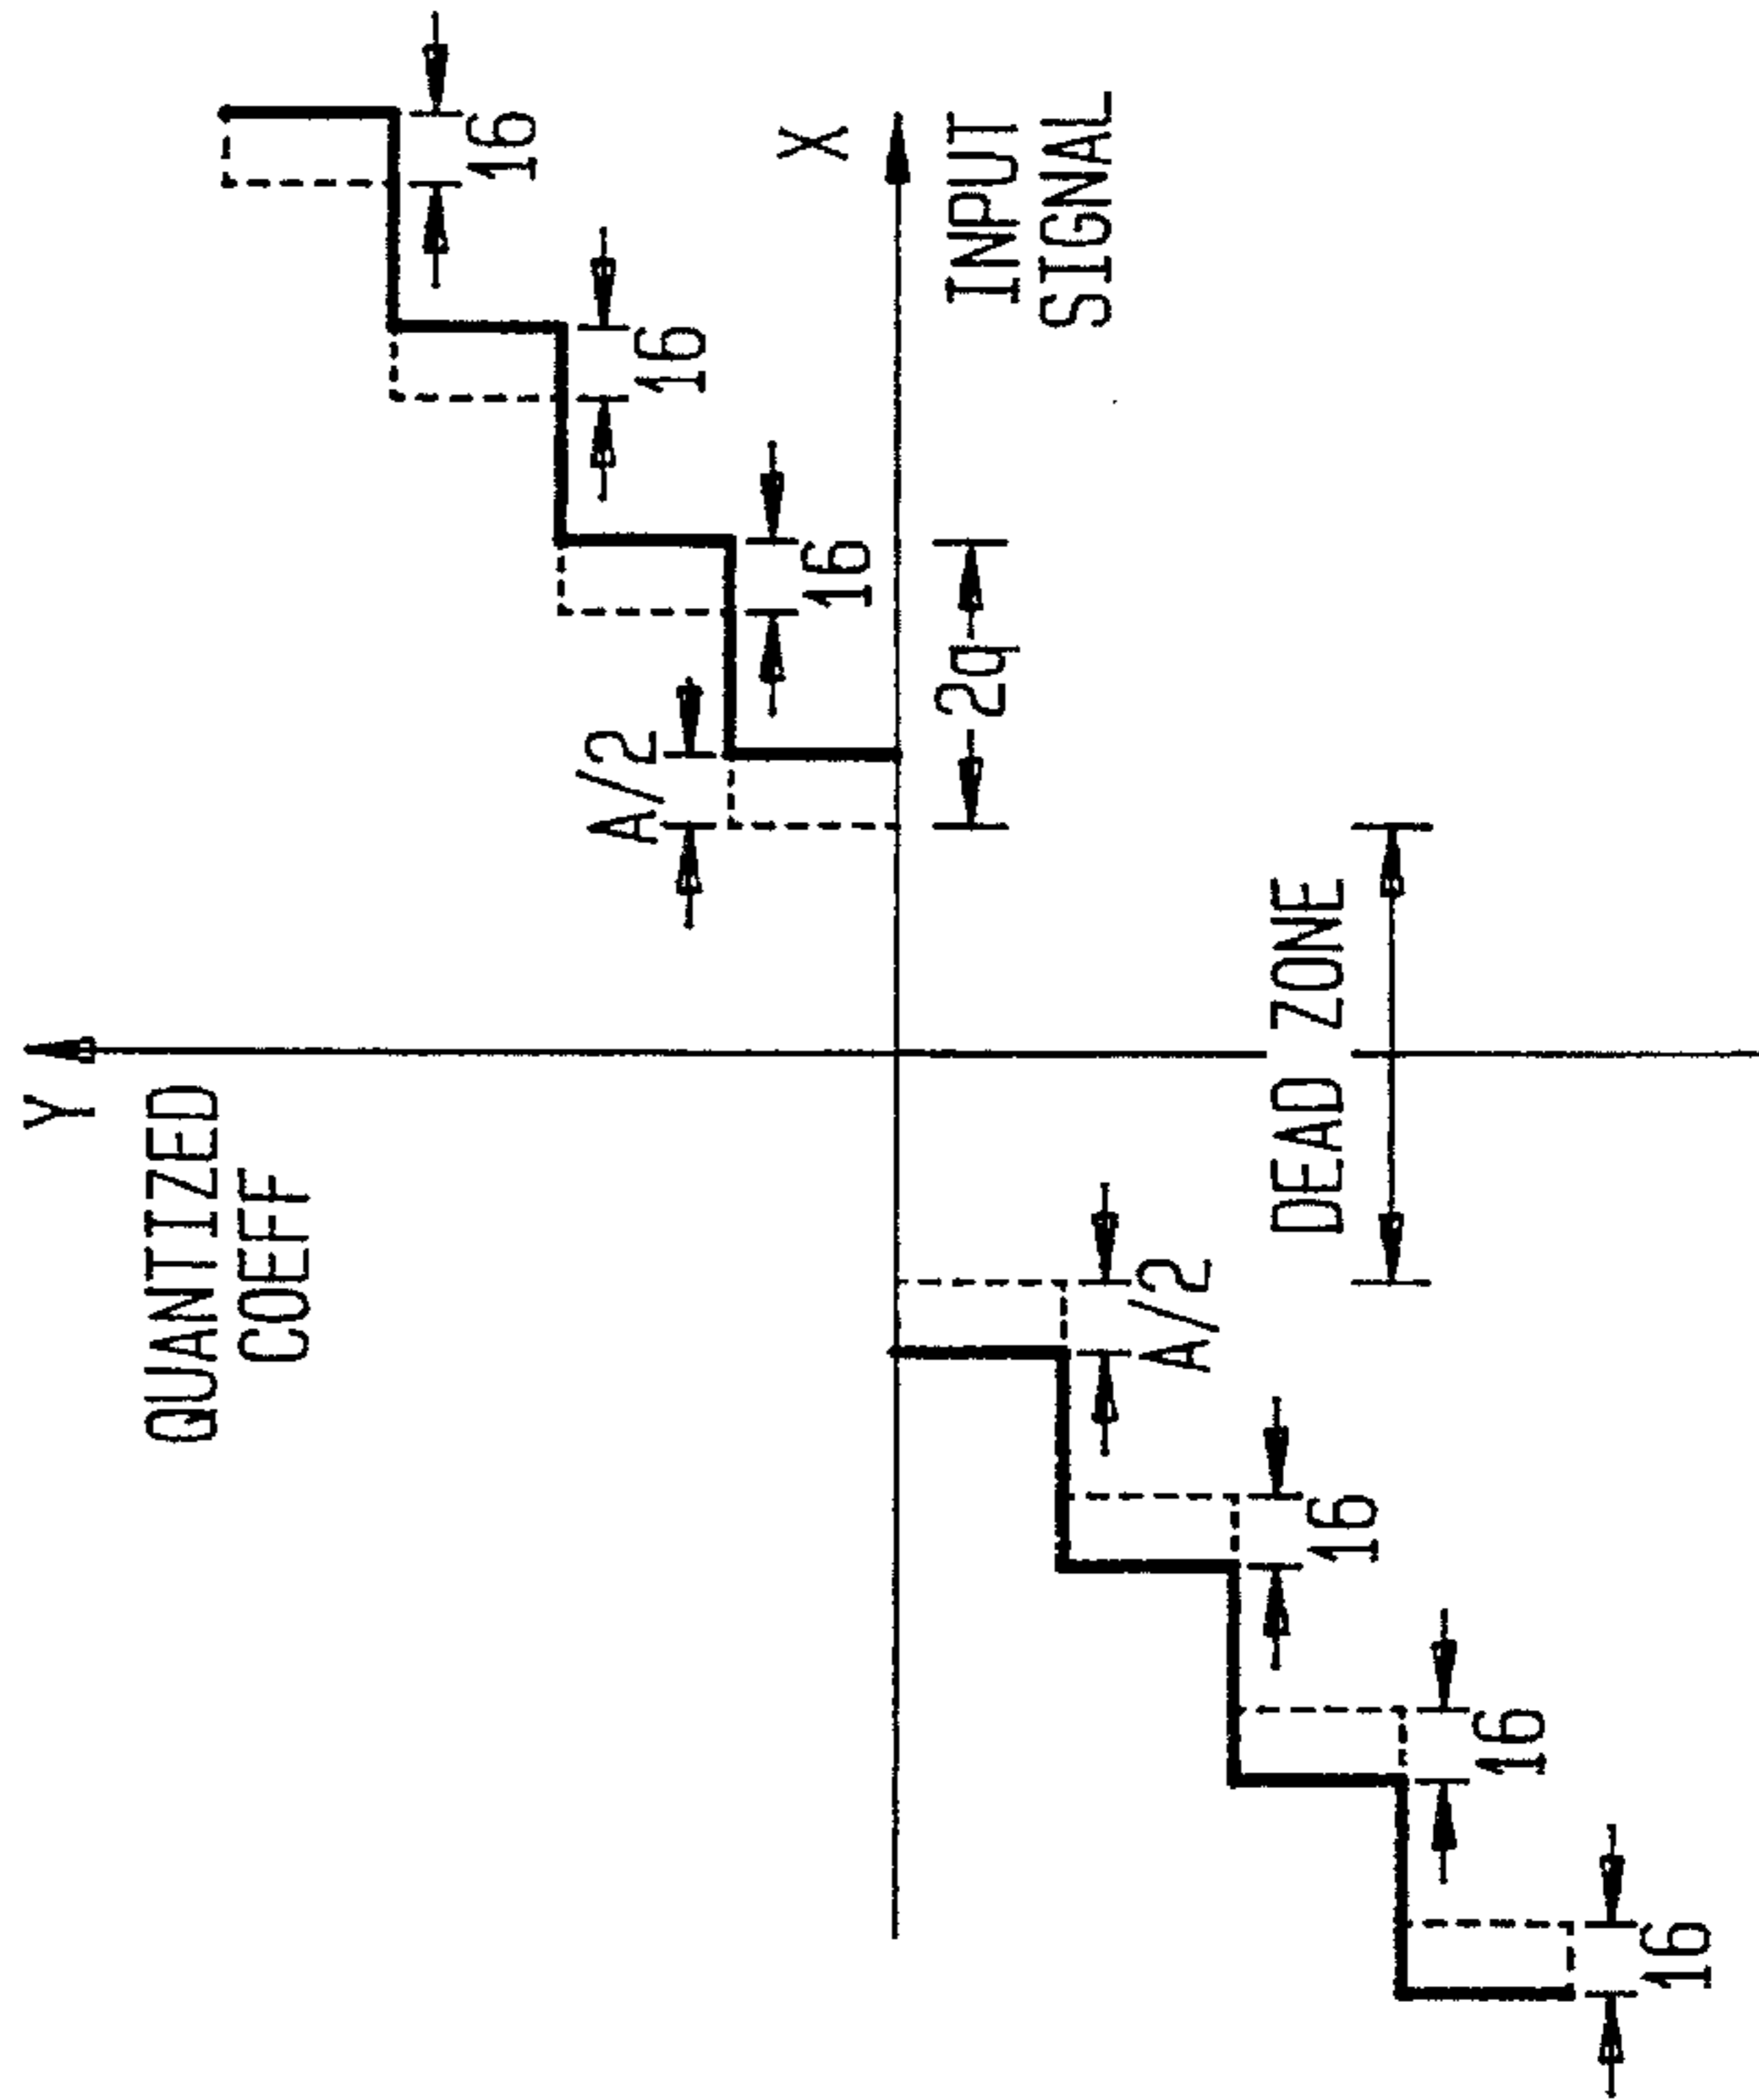 Y
QUANTIZED
COEFF
16
16
A/2
16
X
INPUT
SIGNAL
2q
A/2
DEAD ZONE
16
16
16